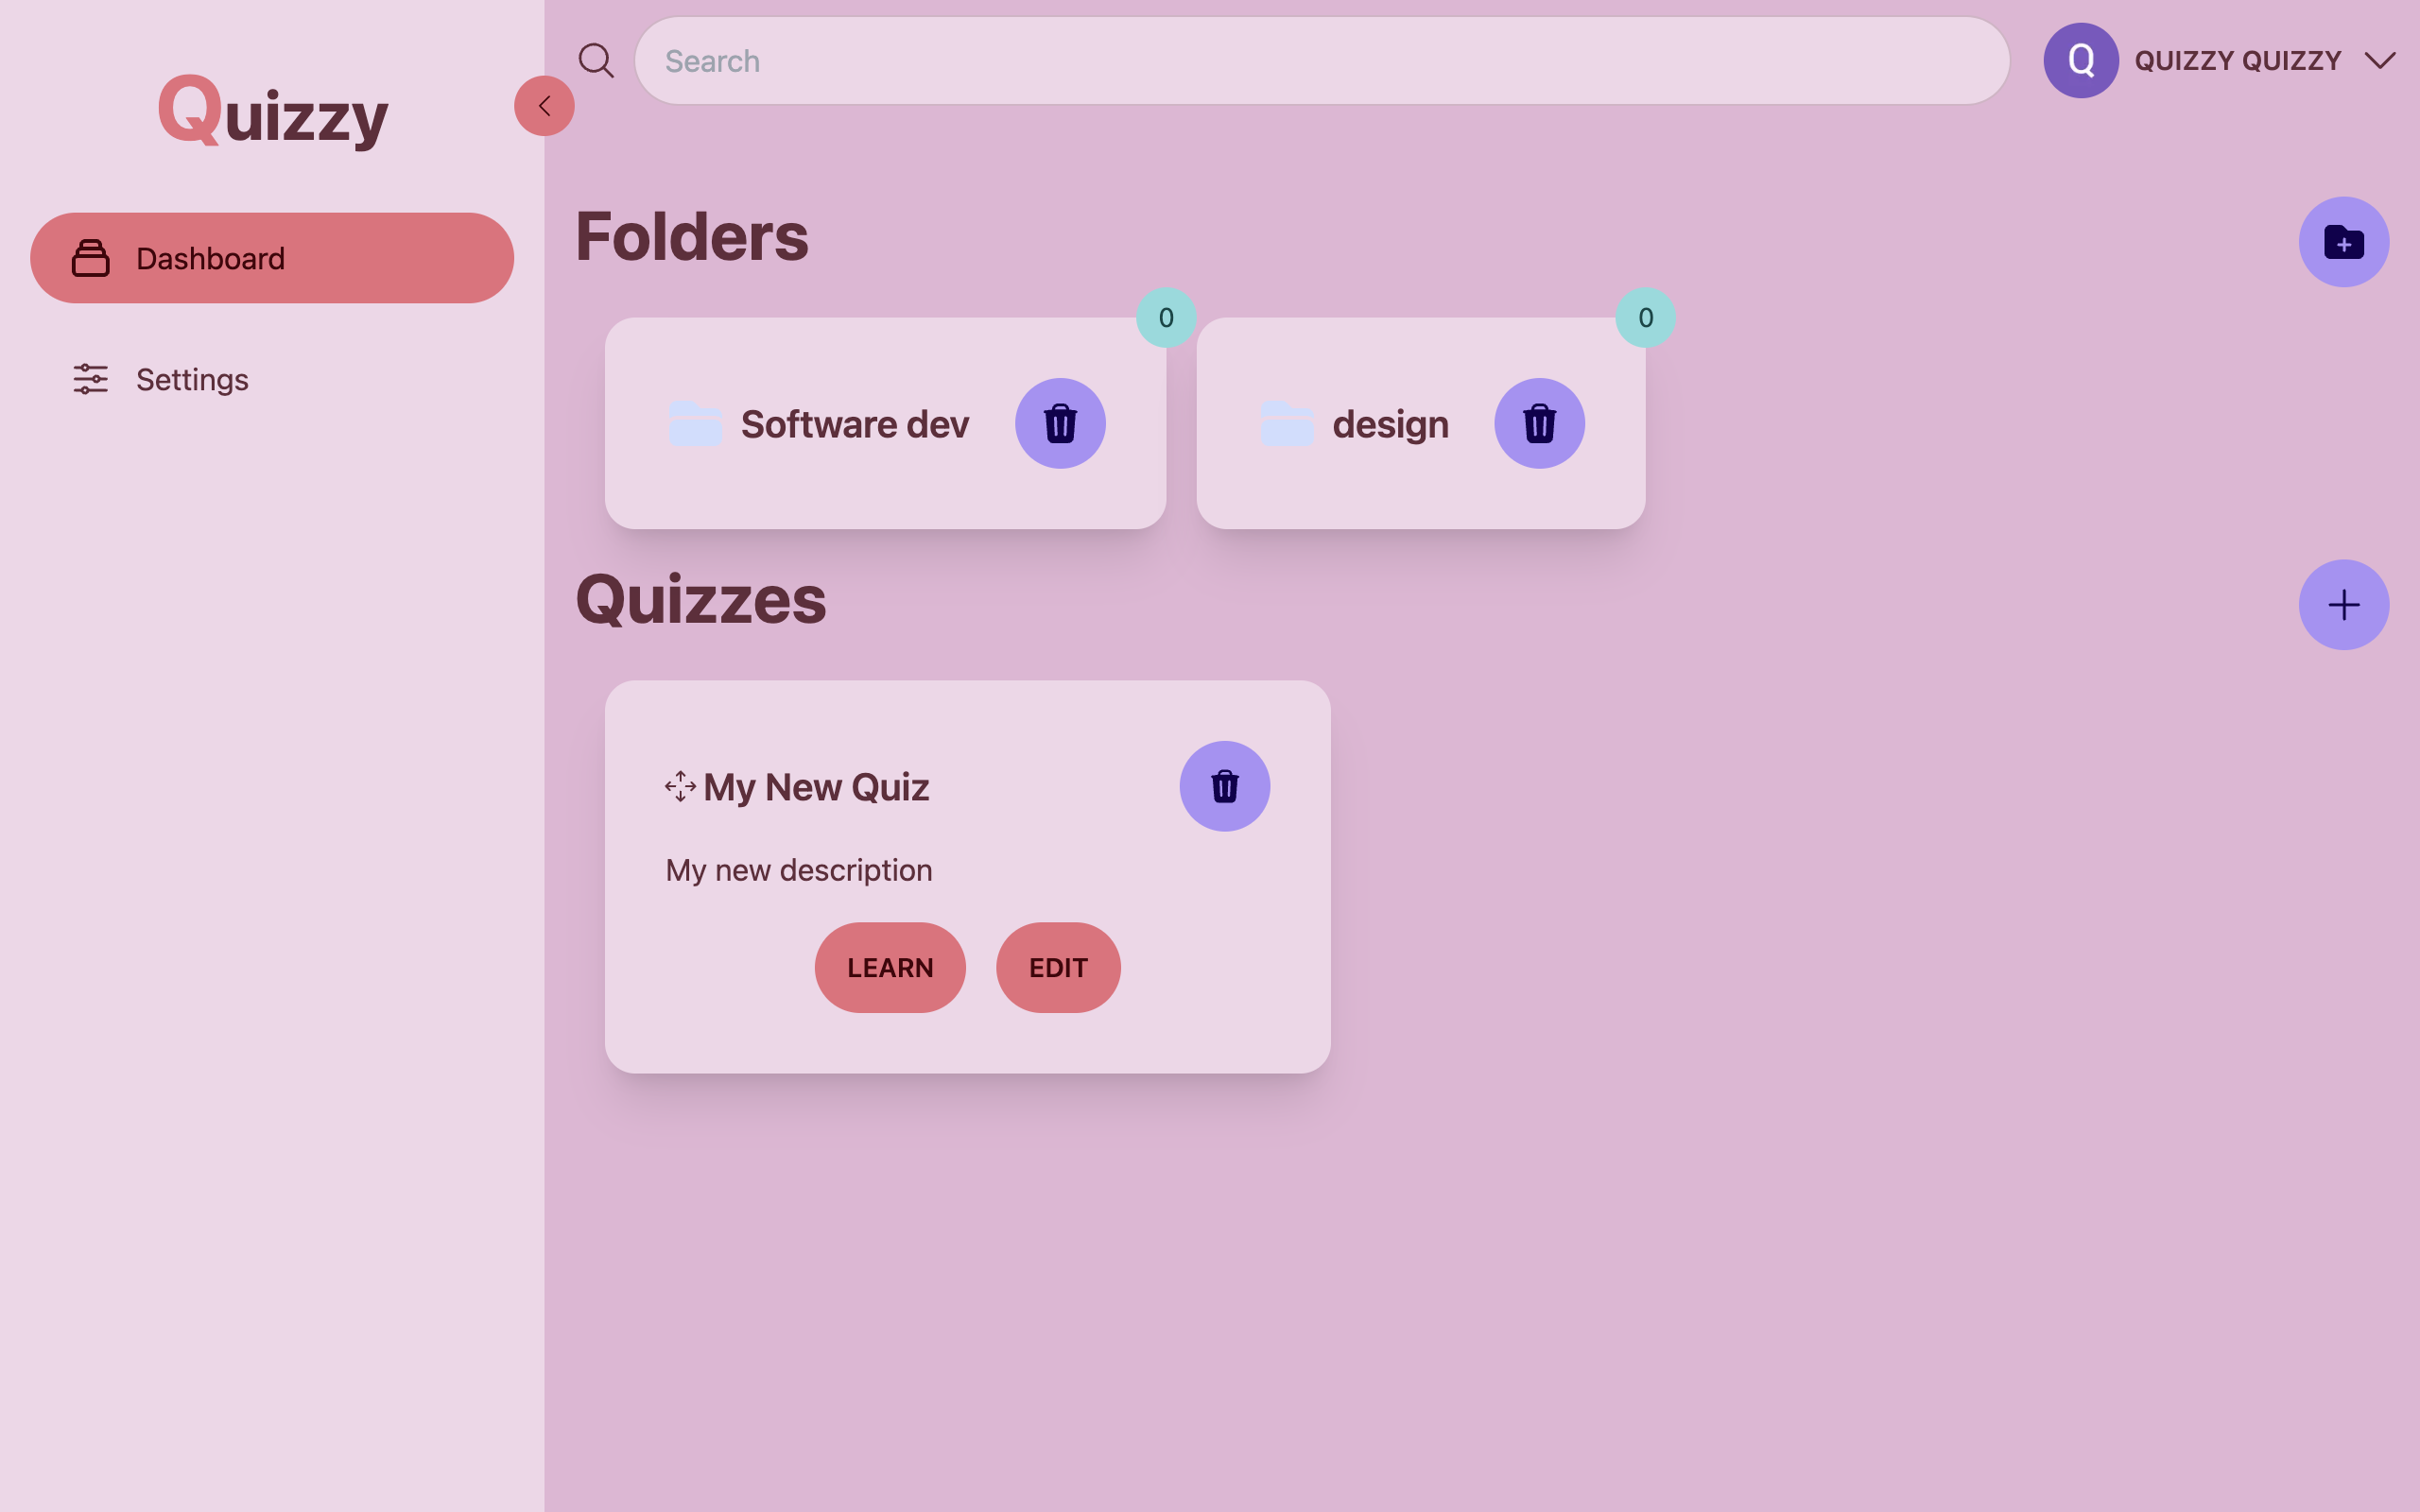 Quizzy
Search
Q QUIZZY QUIZZY
Dashboard
Settings
Folders
0
0
Software dev
design
Quizzes
My New Quiz
My new description
LEARN
EDIT